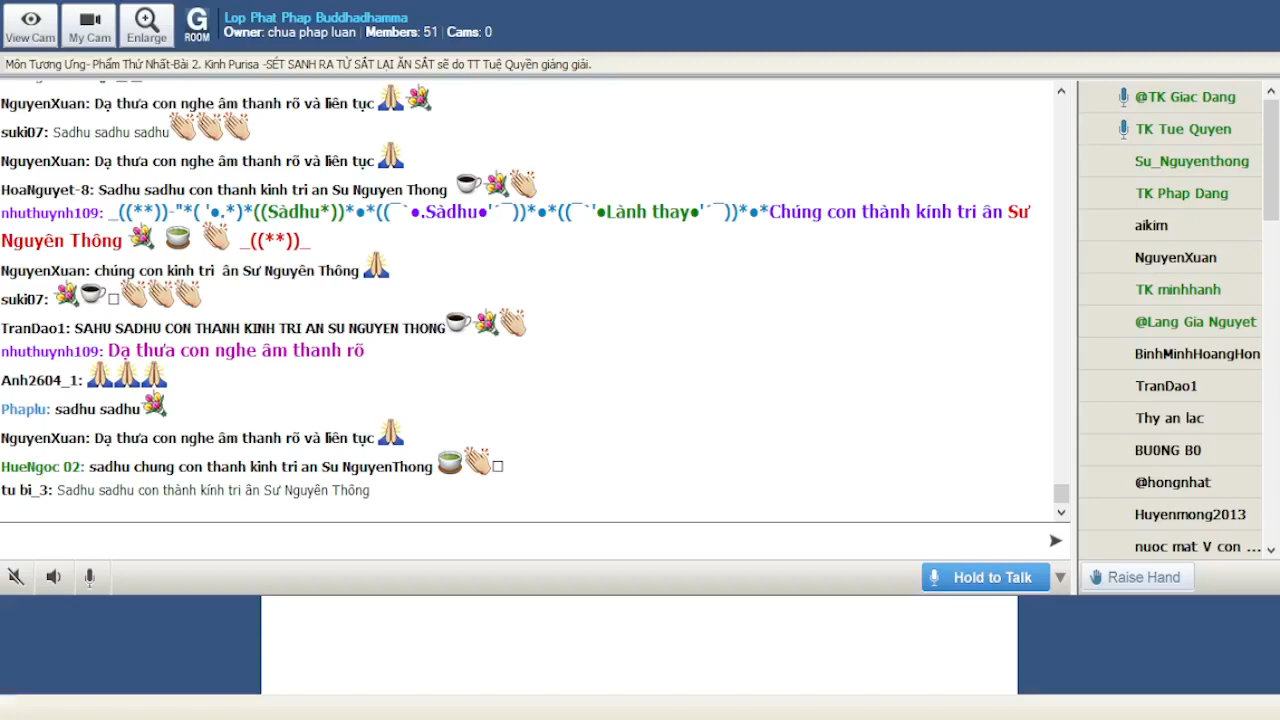 View Cam
My Cam
Enlarge
G
ROOM
Lop Phat Phap Buddhadhamma
Owner: chua phap luan | Members: 51 | Cams: 0
Môn Tương Ưng- Phẩm Thứ Nhất-Bài 2. Kinh Purisa -SÉT SANH RA TỪ SẮT LẠI ĂN SẮT sẽ do TT Tuệ Quyền giảng giải.
NguyenXuan: Dạ thưa con nghe âm thanh rõ và liên tục
suki07: Sadhu sadhu sadhu
NguyenXuan: Dạ thưa con nghe âm thanh rõ và liên tục
HoaNguyet-8: Sadhu sadhu con thanh kinh tri an Su Nguyen Thong
nhuthuynh109: _((**))-"*( '●.*)*((Sàdhu*))*●*((¯`●.Sàdhu●'´¯))*●*((¯`'●Lành thay●'´¯))*●*Chúng con thành kính tri ân Sư
Nguyên Thông _((**))_
NguyenXuan: chúng con kinh tri ân Sư Nguyên Thông
suki07:
TranDao1: SAHU SADHU CON THANH KINH TRI AN SU NGUYEN THONG
nhuthuynh109: Dạ thưa con nghe âm thanh rõ
Anh2604_1:
Phaplu: sadhu sadhu
NguyenXuan: Dạ thưa con nghe âm thanh rõ và liên tục
HueNgoc 02: sadhu chung con thanh kinh tri an Su NguyenThong
tu bi_3: Sadhu sadhu con thành kính tri ân Sư Nguyên Thông
@TK Giac Dang
TK Tue Quyen
Su_Nguyenthong
TK Phap Dang
aikim
NguyenXuan
TK minhhanh
@Lang Gia Nguyet
BinhMinhHoangHon
TranDao1
Thy an lac
BU0NG B0
@hongnhat
Huyenmong2013
nuoc mat V con ...
Hold to Talk
Raise Hand